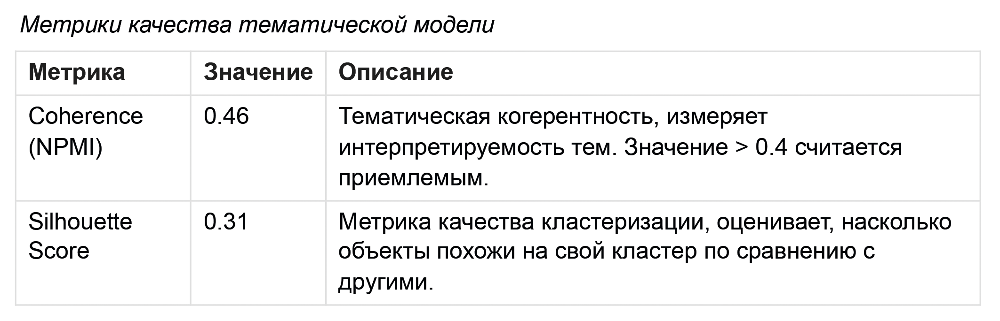 Метрики качества тематической модели
Метрика Значение Описание
Coherence 0.46 Тематическая когерентность, измеряет
(NPMI) интерпретируемость тем. Значение > 0.4 считается
приемлемым.
Silhouette 0.31 Метрика качества кластеризации, оценивает, насколько
Score объекты похожи на свой кластер по сравнению с
другими.